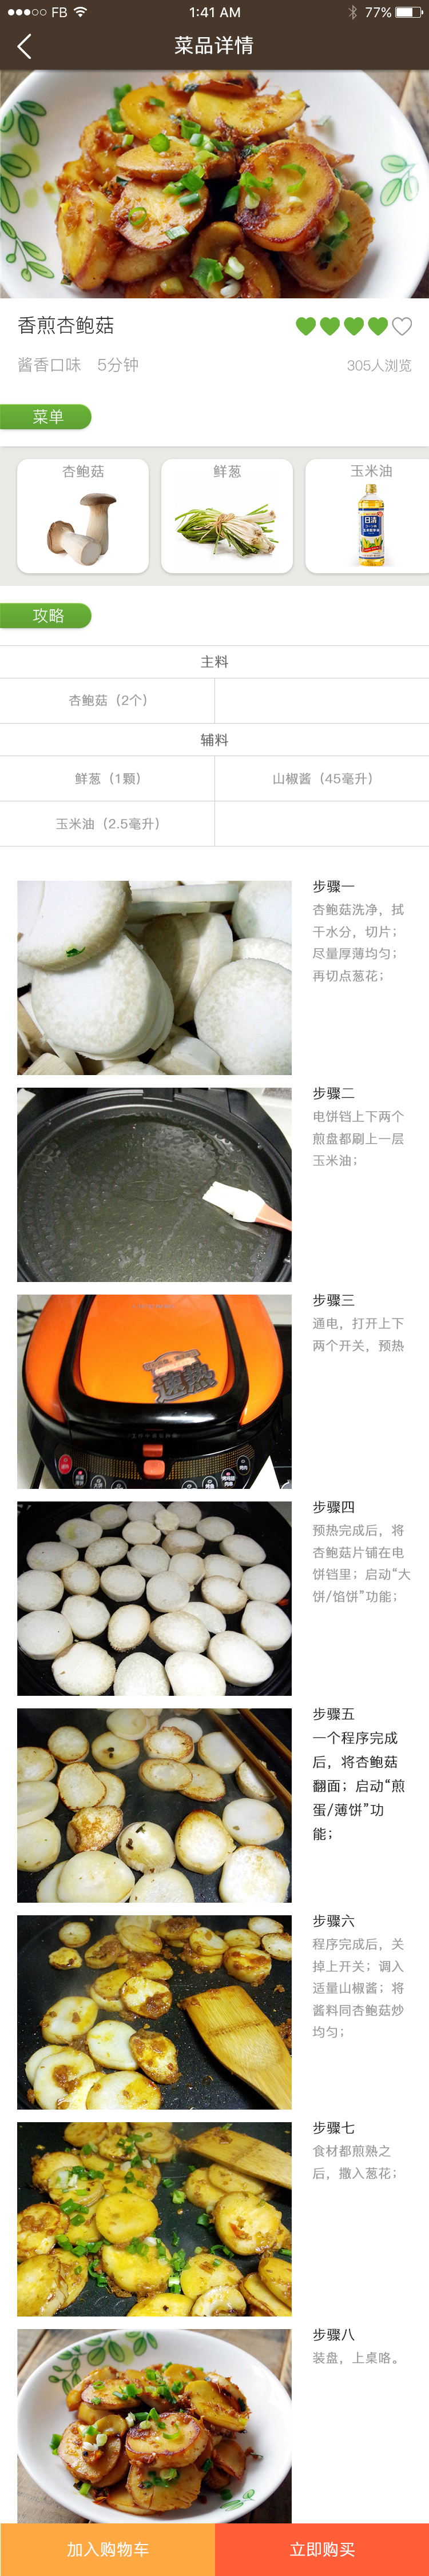 FB 1:41 AM 77%
菜品详情
香煎杏鲍菇
酱香口味 5分钟 305人浏览
菜单
杏鲍菇 鲜葱 玉米油
日清
攻略
主料
杏鲍菇（2个）
辅料
鲜葱（1颗） 山椒酱（45毫升）
玉米油（2.5毫升）
步骤一
杏鲍菇洗净，拭
干水分，切片；
尽量厚薄均匀；
再切点葱花；
步骤二
电饼铛上下两个
煎盘都刷上一层
玉米油；
步骤三
通电，打开上下
两个开关，预热
速热
步骤四
预热完成后，将
杏鲍菇片铺在电
饼铛里；启动“大
饼/馅饼”功能；
步骤五
一个程序完成
后，将杏鲍菇
翻面；启动“煎
蛋/薄饼”功
能；
步骤六
程序完成后，关
掉上开关；调入
适量山椒酱；将
酱料同杏鲍菇炒
均匀；
步骤七
食材都煎熟之
后，撒入葱花；
步骤八
装盘，上桌咯。
加入购物车 立即购买